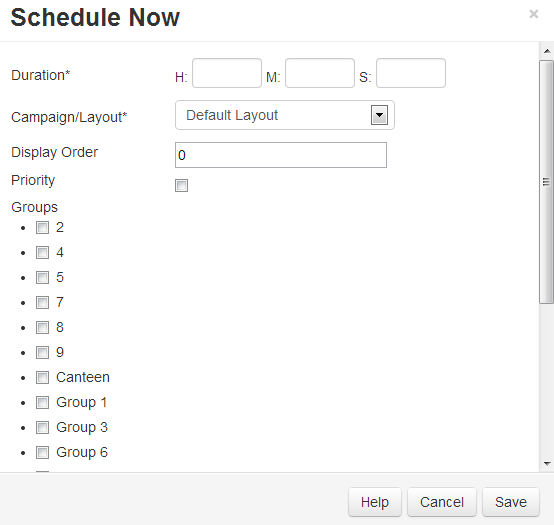 Schedule Now ×
Duration* H: M: S:
Campaign/Layout* Default Layout
Display Order 0
Priority
Groups
• 2
• 4
• 5
• 7
• 8
• 9
• Canteen
• Group 1
• Group 3
• Group 6
Help Cancel Save